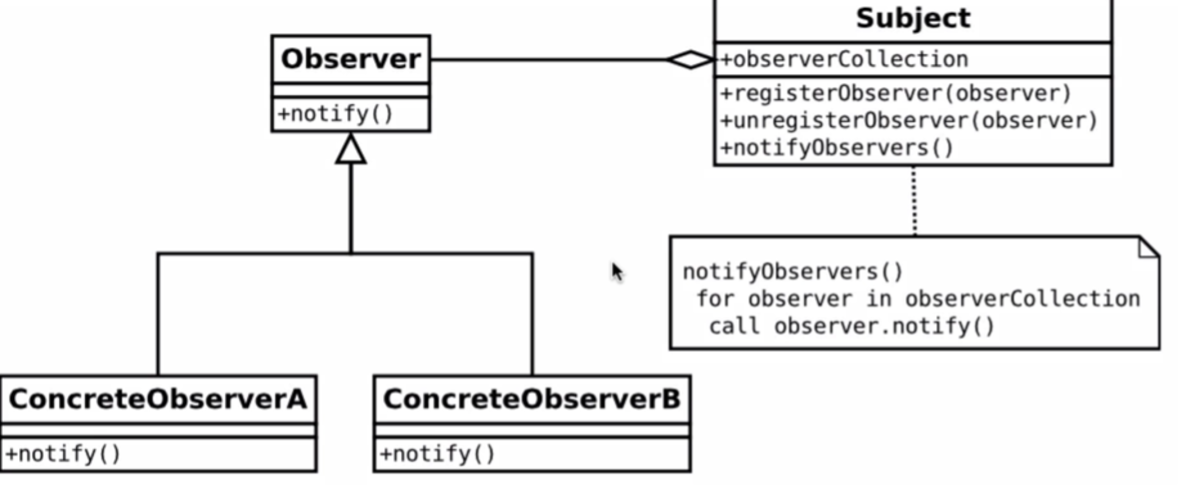 Subject
Observer
+observerCollection
+notify()
+registerObserver(observer)
+unregisterObserver(observer)
+notifyObservers()
notifyObservers()
for observer in observerCollection
call observer.notify()
ConcreteObserverA
+notify()
ConcreteObserverB
+notify()